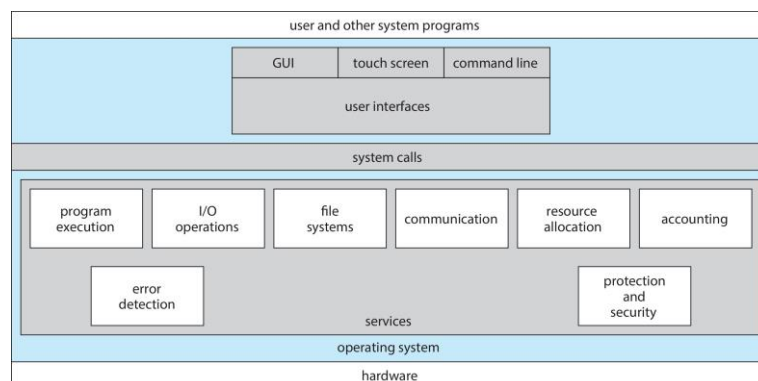 user and other system programs
GUI touch screen command line
user interfaces
system calls
program
execution
I/O
operations
file
systems
communication
resource
allocation
accounting
error
detection
protection
and
security
services
operating system
hardware